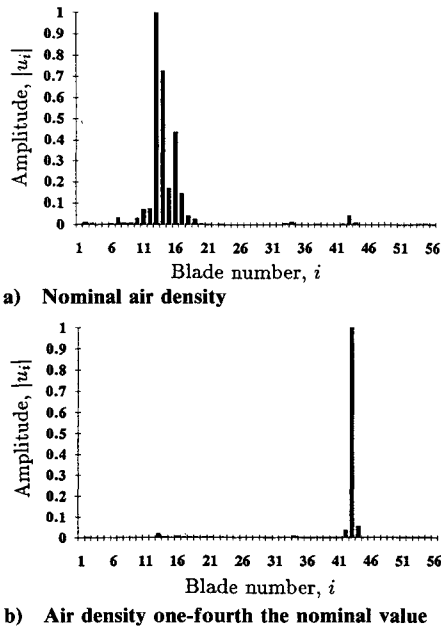 1
0.9
0.8
0.7
0.6
0.5
0.4
0.3
0.2
0.1
0
Amplitude, |u_i|
1 6 11 16 21 26 31 36 41 46 51 56
Blade number, i
a) Nominal air density
1
0.9
0.8
0.7
0.6
0.5
0.4
0.3
0.2
0.1
0
Amplitude, |u_i|
1 6 11 16 21 26 31 36 41 46 51 56
Blade number, i
b) Air density one-fourth the nominal value